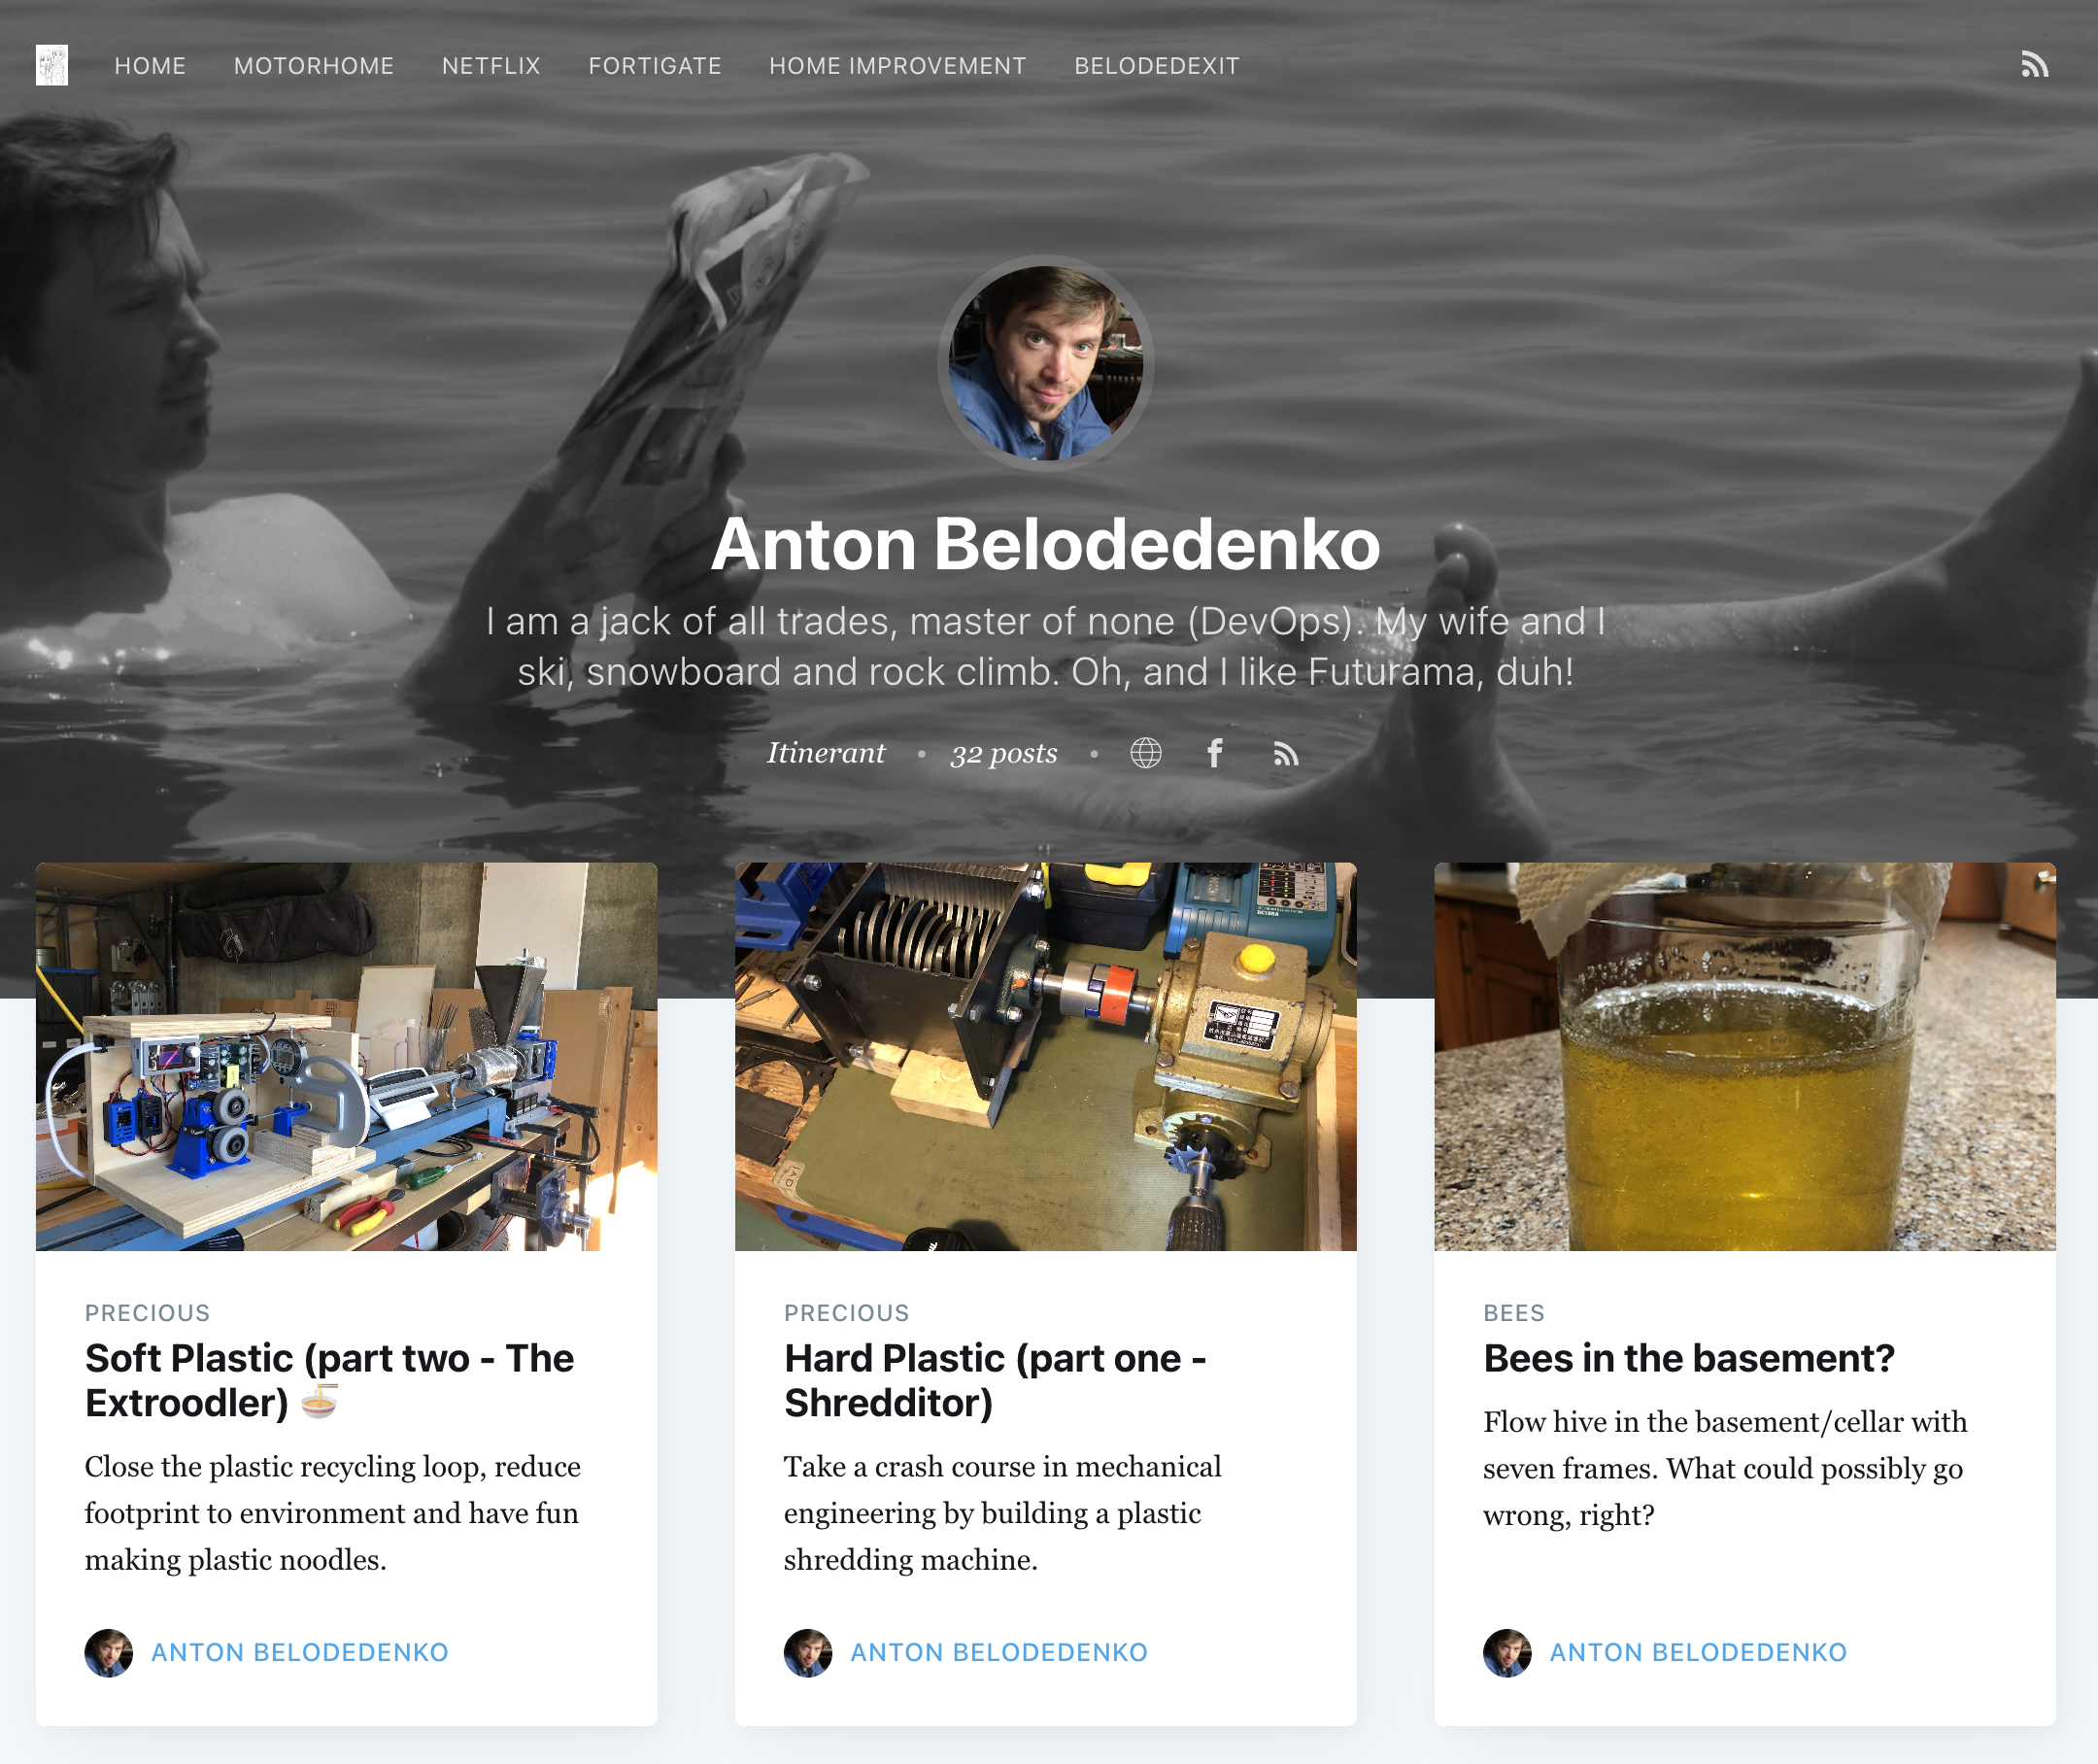 HOME MOTORHOME NETFLIX FORTIGATE HOME IMPROVEMENT BELODEDEXIT
Anton Belodedenko
I am a jack of all trades, master of none (DevOps). My wife and I
ski, snowboard and rock climb. Oh, and I like Futurama, duh!
Itinerant • 32 posts •
PRECIOUS
Soft Plastic (part two - The
Extroodler) 🍜
Close the plastic recycling loop, reduce
footprint to environment and have fun
making plastic noodles.
ANTON BELODEDENKO
PRECIOUS
Hard Plastic (part one -
Shredditor)
Take a crash course in mechanical
engineering by building a plastic
shredding machine.
ANTON BELODEDENKO
BEES
Bees in the basement?
Flow hive in the basement/cellar with
seven frames. What could possibly go
wrong, right?
ANTON BELODEDENKO